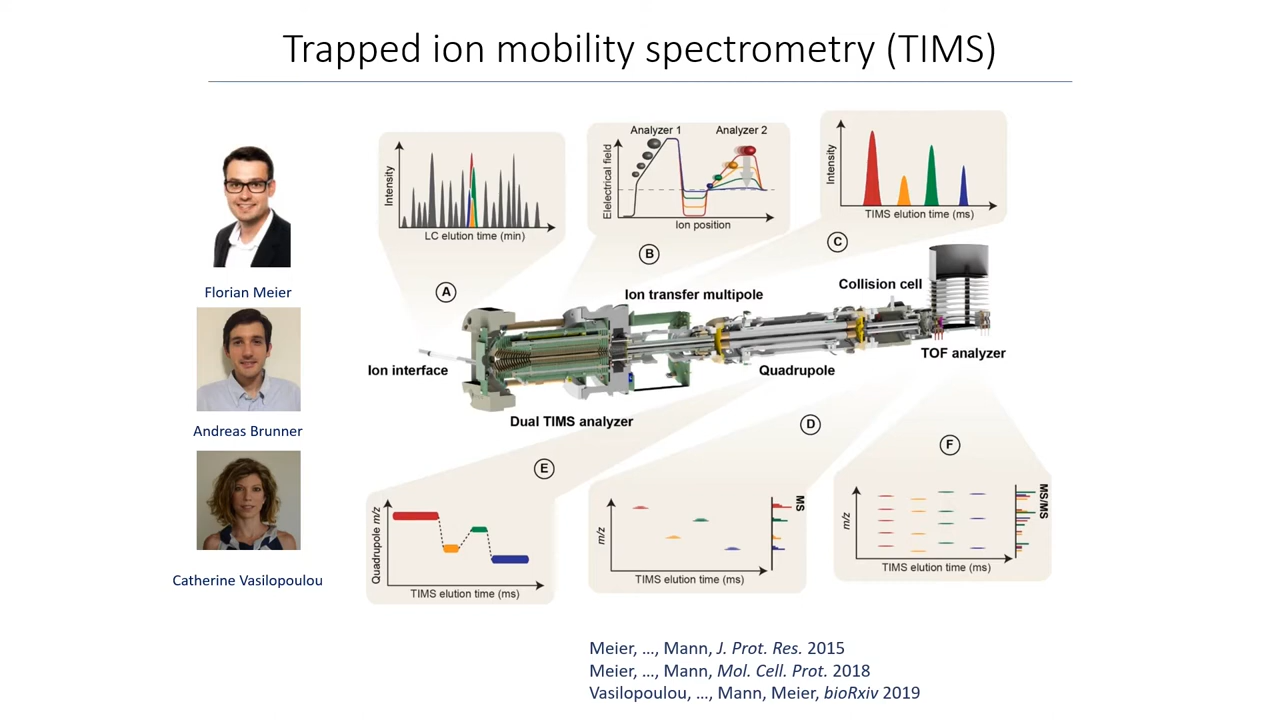 Trapped ion mobility spectrometry (TIMS)
Florian Meier
Andreas Brunner
Catherine Vasilopoulou
Intensity
LC elution time (min)
A
Analyzer 1
Analyzer 2
Elelectrical field
Ion position
B
Intensity
TIMS elution time (ms)
C
Ion interface
Dual TIMS analyzer
Ion transfer multipole
Quadrupole
Collision cell
TOF analyzer
E
Quadrupole m/z
TIMS elution time (ms)
D
m/z
TIMS elution time (ms)
MS
F
m/z
TIMS elution time (ms)
MS/MS
Meier, ..., Mann, J. Prot. Res. 2015
Meier, ..., Mann, Mol. Cell. Prot. 2018
Vasilopoulou, ..., Mann, Meier, bioRxiv 2019